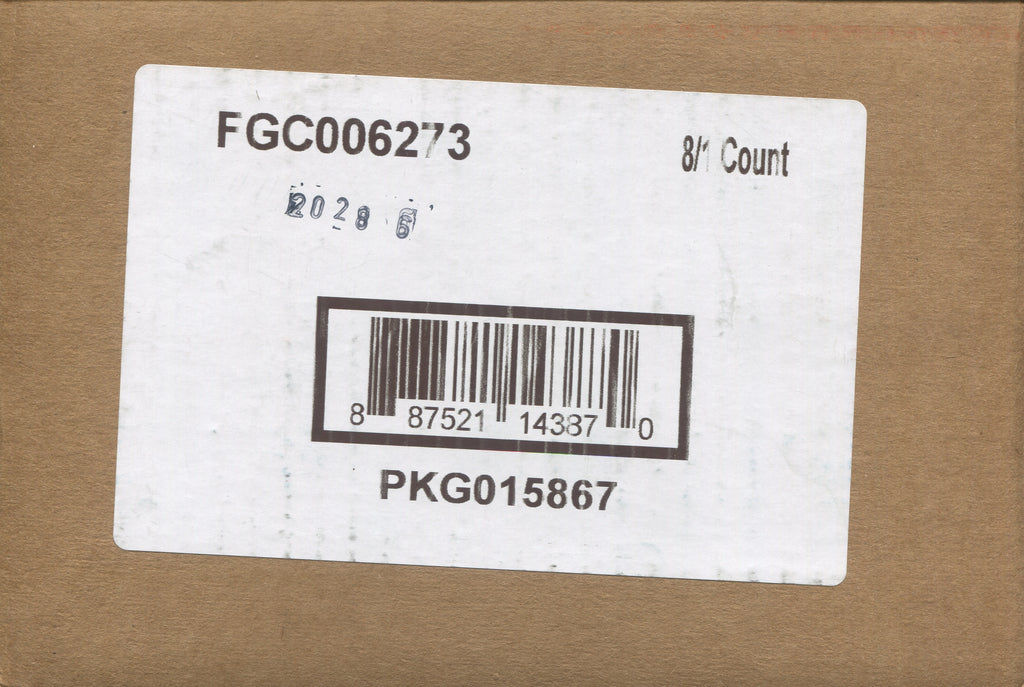 FGC006273
8/1 Count
2028 6
8 87521 14387 0
PKG015867